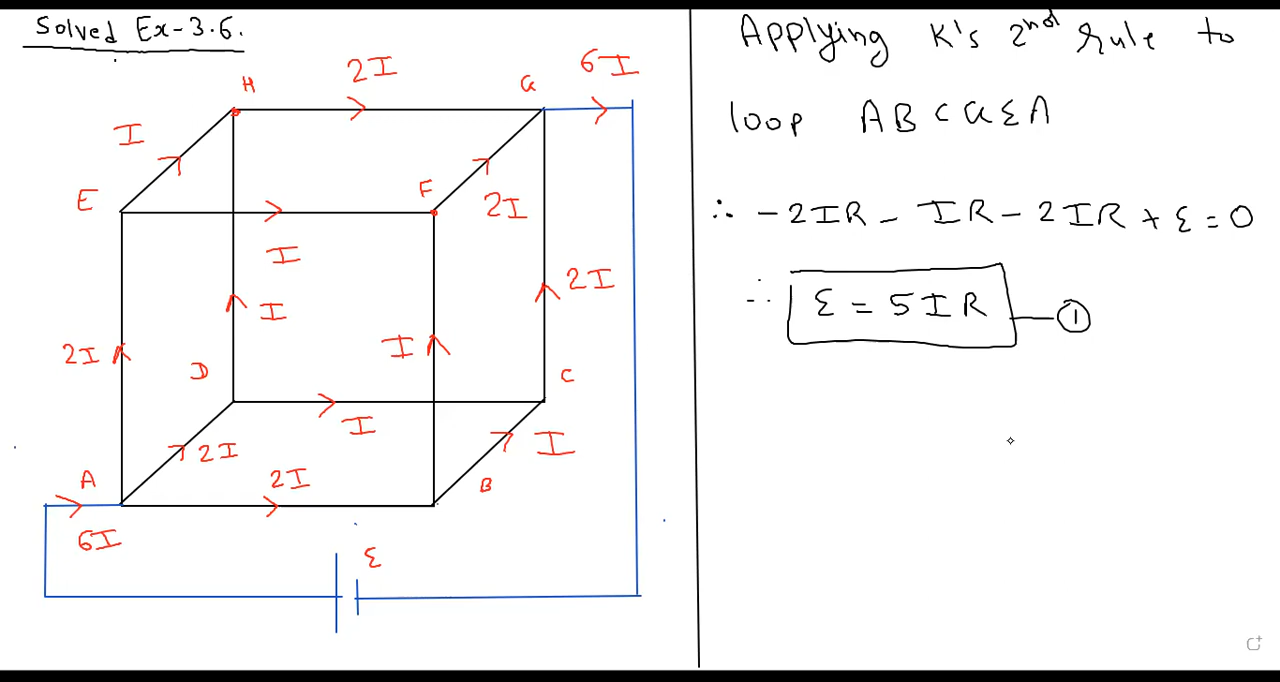 Solved Ex-3.6.
H
2I
G
6I
I
E
F
2I
I
I
2I
2I
I
D
C
I
2I
I
A
2I
B
6I
ε
Applying K's 2nd rule to
loop ABCGεA
∴ -2IR - IR - 2IR + ε = 0
∴ ε = 5IR —①